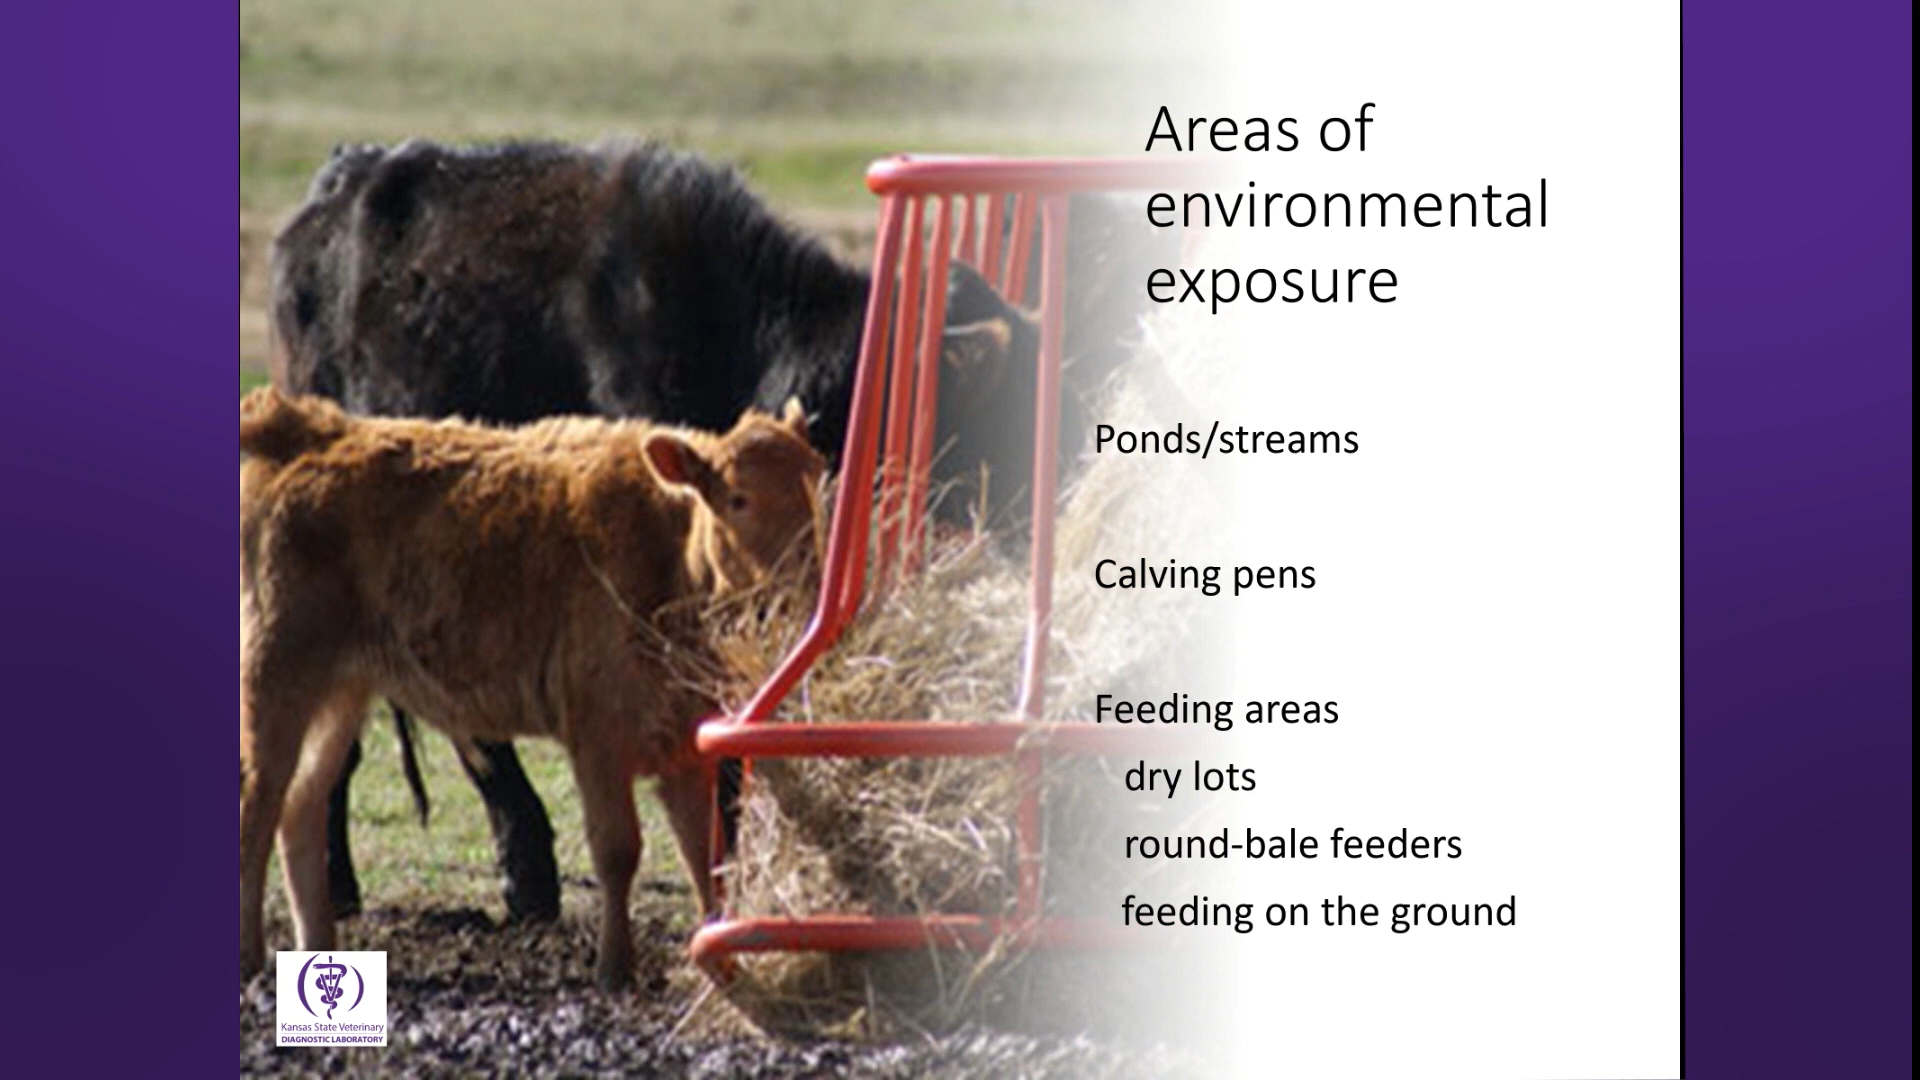 Areas of
environmental
exposure
Ponds/streams
Calving pens
Feeding areas
dry lots
round-bale feeders
feeding on the ground
Kansas State Veterinary
DIAGNOSTIC LABORATORY